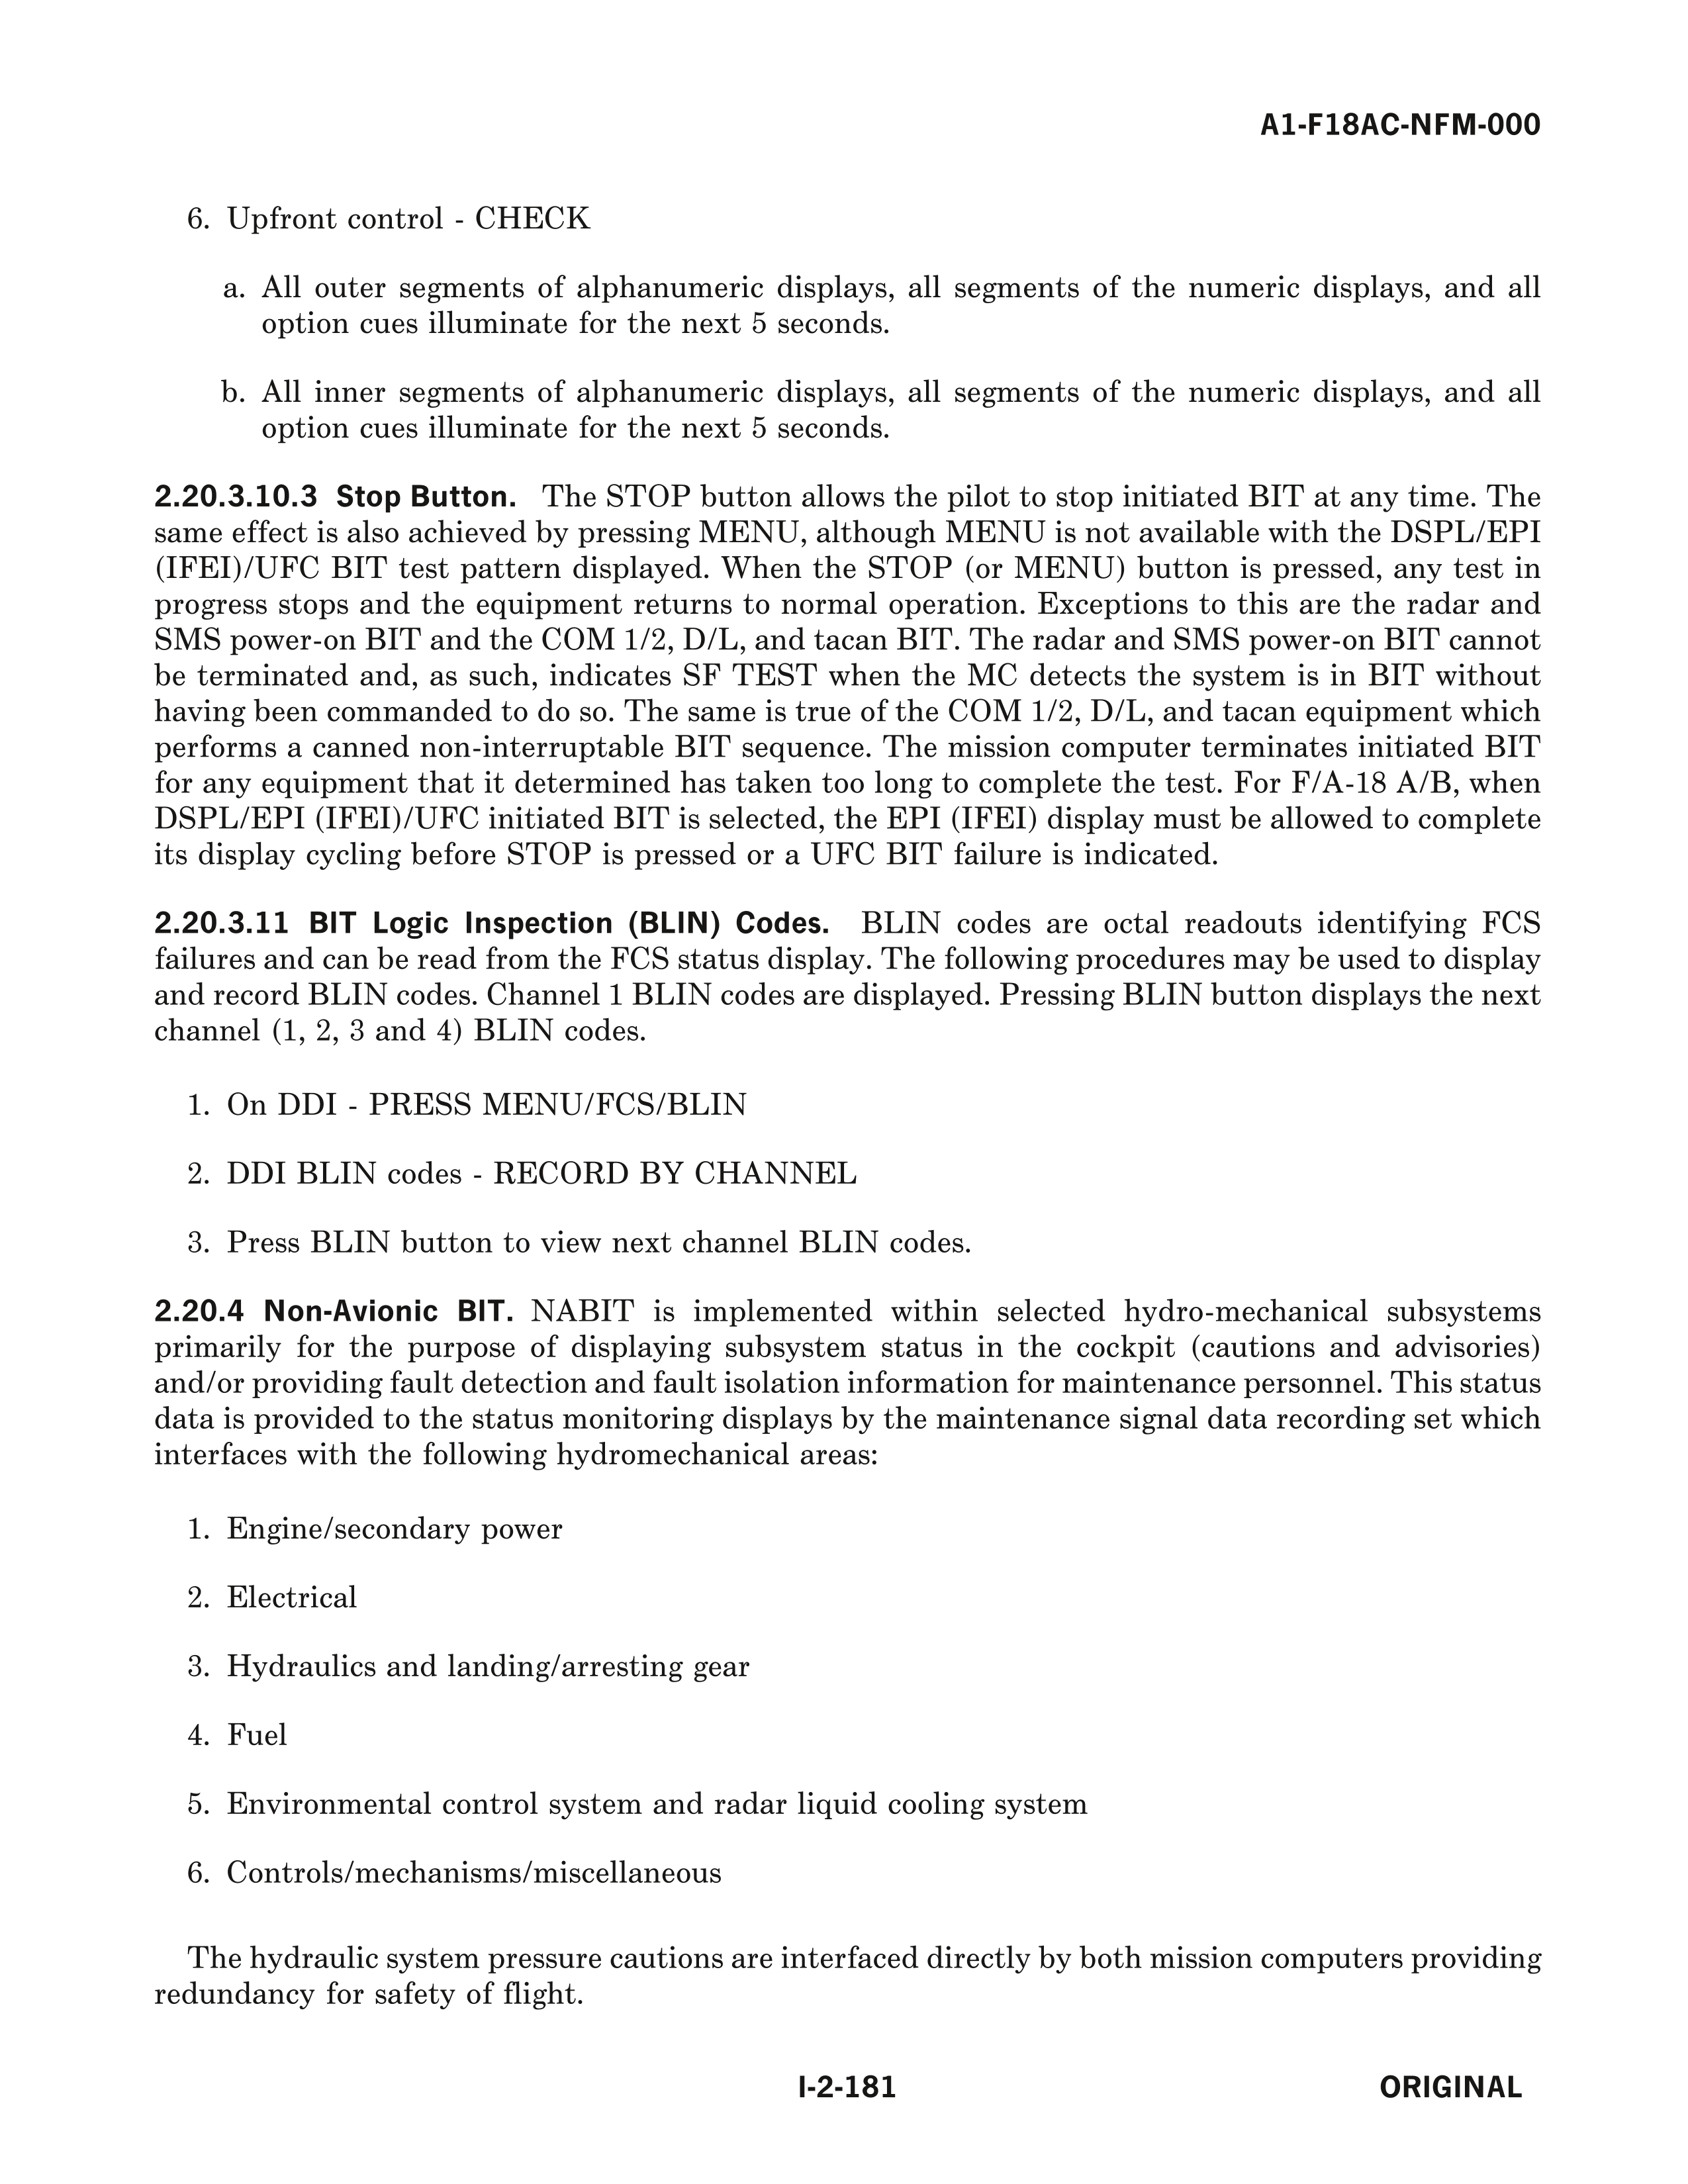 A1-F18AC-NFM-000
6. Upfront control - CHECK
a. All outer segments of alphanumeric displays, all segments of the numeric displays, and all
option cues illuminate for the next 5 seconds.
b. All inner segments of alphanumeric displays, all segments of the numeric displays, and all
option cues illuminate for the next 5 seconds.
2.20.3.10.3 Stop Button. The STOP button allows the pilot to stop initiated BIT at any time. The
same effect is also achieved by pressing MENU, although MENU is not available with the DSPL/EPI
(IFEI)/UFC BIT test pattern displayed. When the STOP (or MENU) button is pressed, any test in
progress stops and the equipment returns to normal operation. Exceptions to this are the radar and
SMS power-on BIT and the COM 1/2, D/L, and tacan BIT. The radar and SMS power-on BIT cannot
be terminated and, as such, indicates SF TEST when the MC detects the system is in BIT without
having been commanded to do so. The same is true of the COM 1/2, D/L, and tacan equipment which
performs a canned non-interruptable BIT sequence. The mission computer terminates initiated BIT
for any equipment that it determined has taken too long to complete the test. For F/A-18 A/B, when
DSPL/EPI (IFEI)/UFC initiated BIT is selected, the EPI (IFEI) display must be allowed to complete
its display cycling before STOP is pressed or a UFC BIT failure is indicated.
2.20.3.11 BIT Logic Inspection (BLIN) Codes. BLIN codes are octal readouts identifying FCS
failures and can be read from the FCS status display. The following procedures may be used to display
and record BLIN codes. Channel 1 BLIN codes are displayed. Pressing BLIN button displays the next
channel (1, 2, 3 and 4) BLIN codes.
1. On DDI - PRESS MENU/FCS/BLIN
2. DDI BLIN codes - RECORD BY CHANNEL
3. Press BLIN button to view next channel BLIN codes.
2.20.4 Non-Avionic BIT. NABIT is implemented within selected hydro-mechanical subsystems
primarily for the purpose of displaying subsystem status in the cockpit (cautions and advisories)
and/or providing fault detection and fault isolation information for maintenance personnel. This status
data is provided to the status monitoring displays by the maintenance signal data recording set which
interfaces with the following hydromechanical areas:
1. Engine/secondary power
2. Electrical
3. Hydraulics and landing/arresting gear
4. Fuel
5. Environmental control system and radar liquid cooling system
6. Controls/mechanisms/miscellaneous
The hydraulic system pressure cautions are interfaced directly by both mission computers providing
redundancy for safety of flight.
I-2-181
ORIGINAL